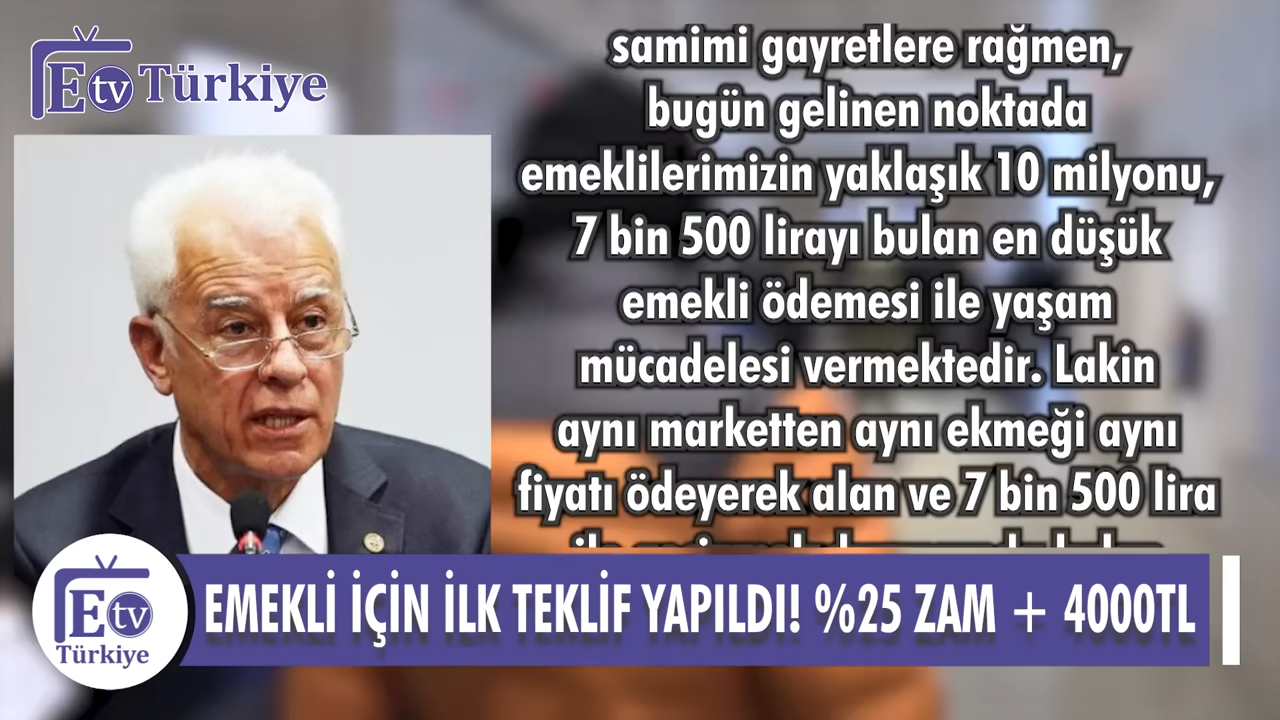 Etv Türkiye
samimi gayretlere rağmen,
bugün gelinen noktada
emeklilerimizin yaklaşık 10 milyonu,
7 bin 500 lirayı bulan en düşük
emekli ödemesi ile yaşam
mücadelesi vermektedir. Lakin
aynı marketten aynı ekmeği aynı
fiyatı ödeyerek alan ve 7 bin 500 lira
Etv
Türkiye
EMEKLİ İÇİN İLK TEKLİF YAPILDI! %25 ZAM + 4000TL